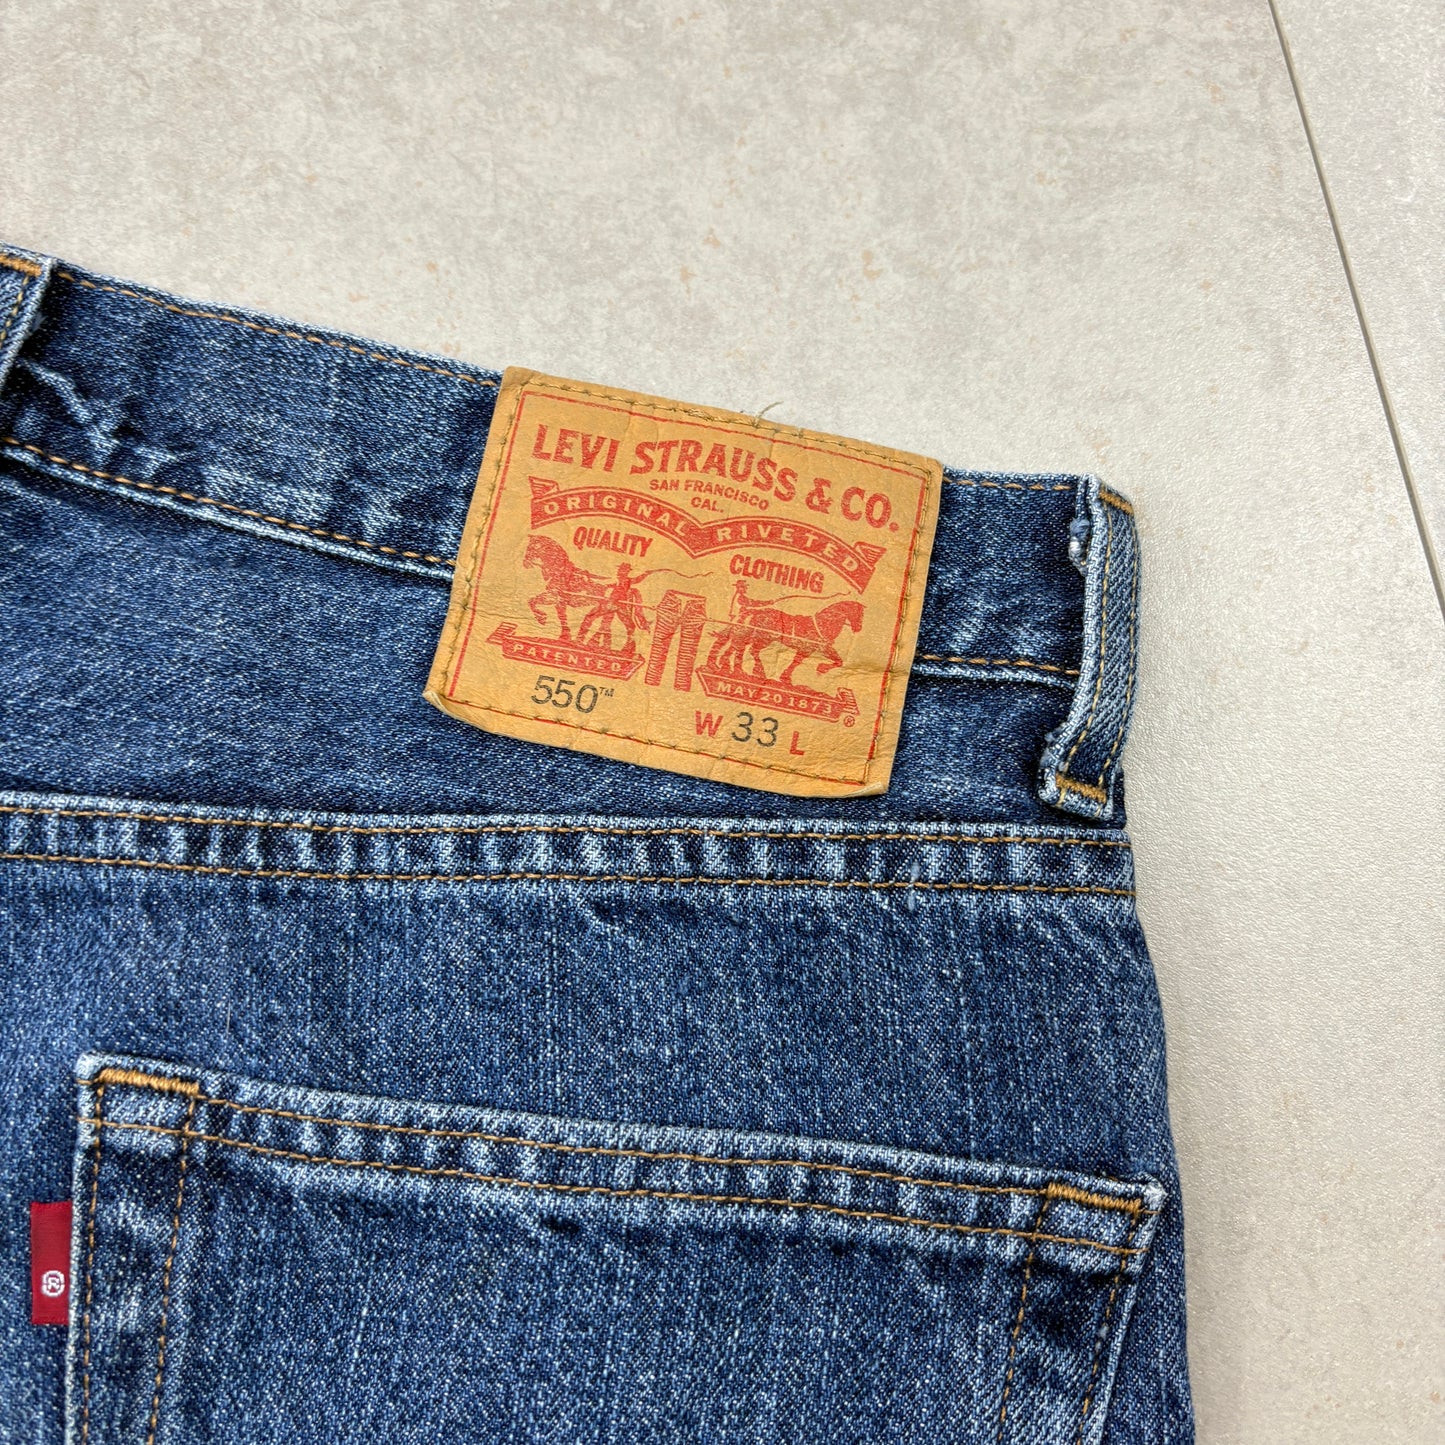 LEVI STRAUSS & CO.
SAN FRANCISCO
CAL.
ORIGINAL RIVETED
QUALITY CLOTHING
PATENTED MAY 20 1873 ®
550™
W 33 L
®